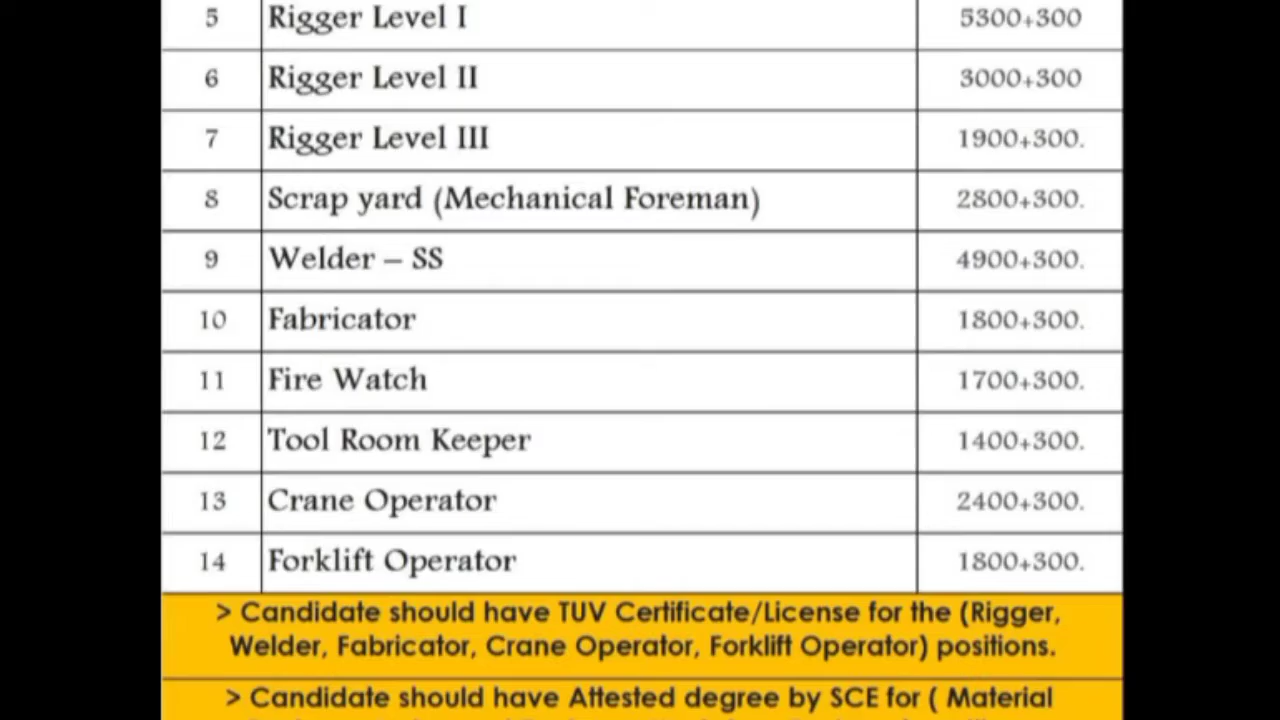 5 Rigger Level I 5300+300
6 Rigger Level II 3000+300
7 Rigger Level III 1900+300.
8 Scrap yard (Mechanical Foreman) 2800+300.
9 Welder – SS 4900+300.
10 Fabricator 1800+300.
11 Fire Watch 1700+300.
12 Tool Room Keeper 1400+300.
13 Crane Operator 2400+300.
14 Forklift Operator 1800+300.
> Candidate should have TUV Certificate/License for the (Rigger,
Welder, Fabricator, Crane Operator, Forklift Operator) positions.
> Candidate should have Attested degree by SCE for ( Material